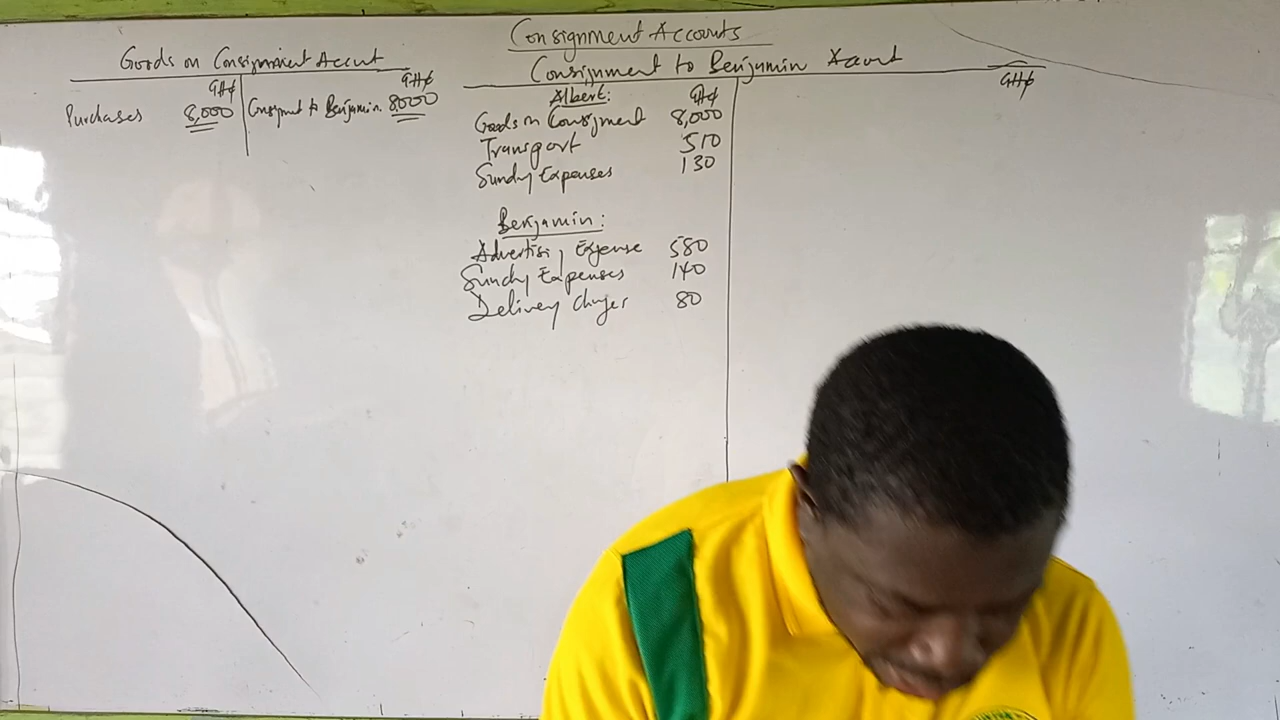 Consignment Accounts
Goods on Consignment Account
GH¢ GH¢
Purchases 8,000 Consignment to Benjamin 8000
Consignment to Benjamin Account
GH¢ GH¢
Albert:
Goods on Consignment 8,000
Transport 510
Sundry Expenses 130
Benjamin:
Advertising Expense 580
Sundry Expenses 140
Delivery Charges 80